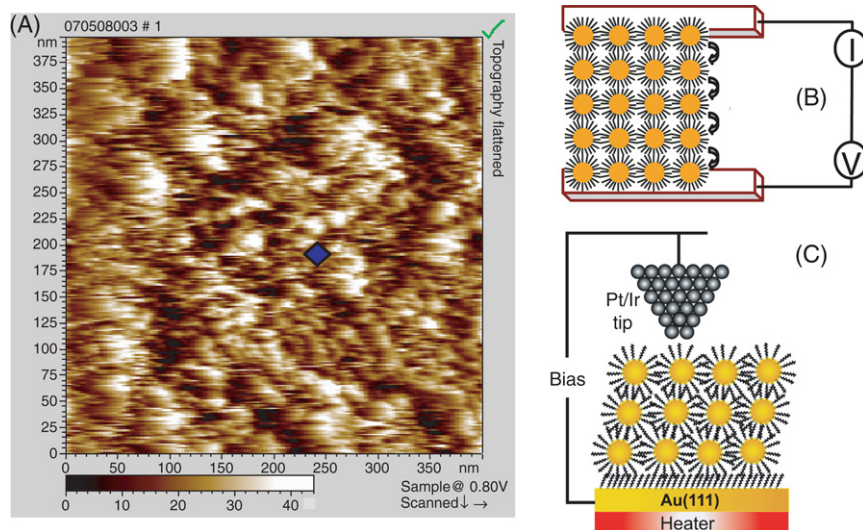 (A)
070508003 # 1
nm
375
350
325
300
275
250
225
200
175
150
125
100
75
50
25
0
0 50 100 150 200 250 300 350 nm
0 10 20 30 40
Sample@ 0.80V
Scanned↓ →
Topography flattened
(B)
I
V
(C)
Pt/Ir
tip
Bias
Au(111)
Heater